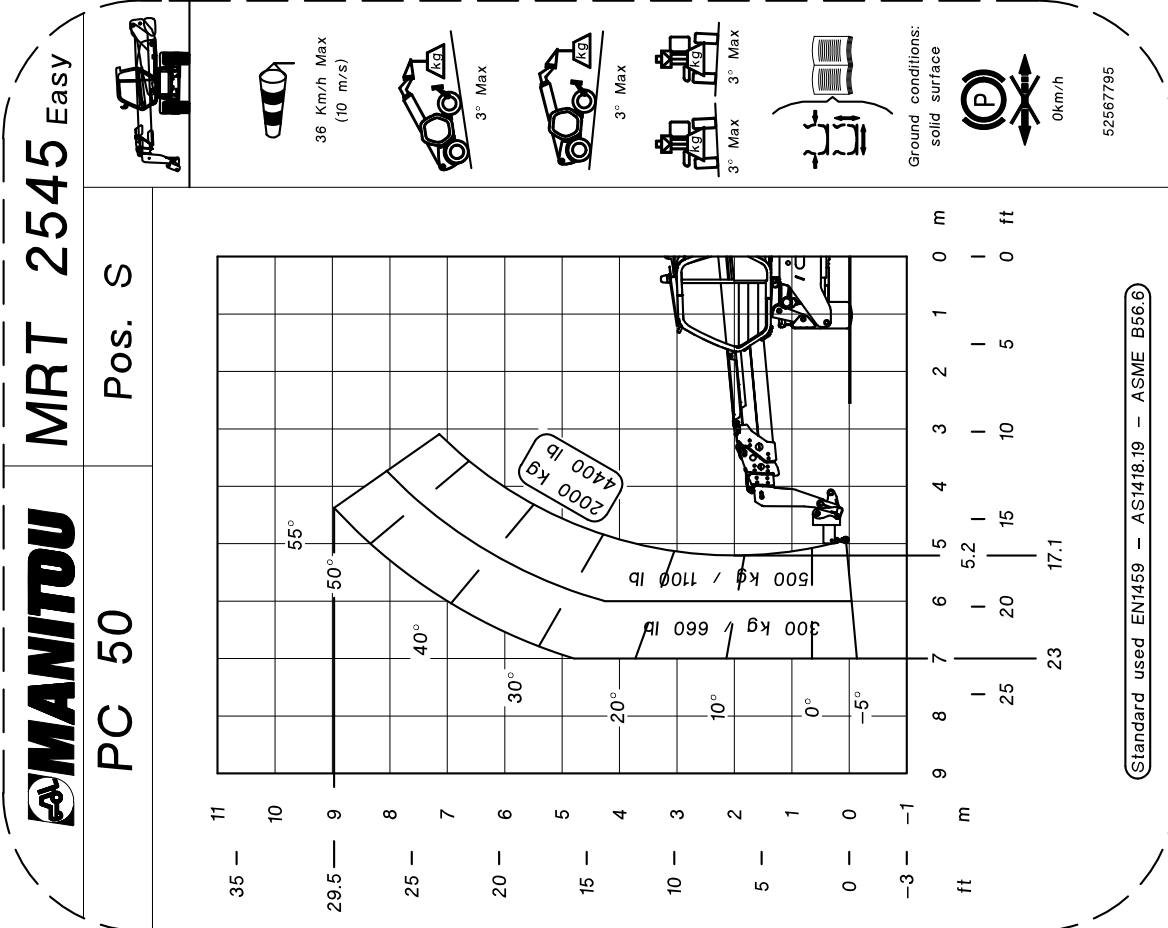 MANITOU
MRT 2545 Easy
PC 50
Pos. S
36 Km/h Max
(10 m/s)
kg
3° Max
kg
3° Max
kg
3° Max
kg
3° Max
Ground conditions:
solid surface
P
0km/h
52567795
55°
50°
40°
30°
20°
10°
0°
-5°
2000 kg
4400 lb
500 kg / 1100 lb
300 kg / 660 lb
11 10 9 8 7 6 5 4 3 2 1 0 -1 m
35 29.5 25 20 15 10 5 0 -3 ft
9 8 7 6 5.2 5 4 3 2 1 0 m
25 20 15 10 5 0 ft
23 17.1
Standard used EN1459 - AS1418.19 - ASME B56.6